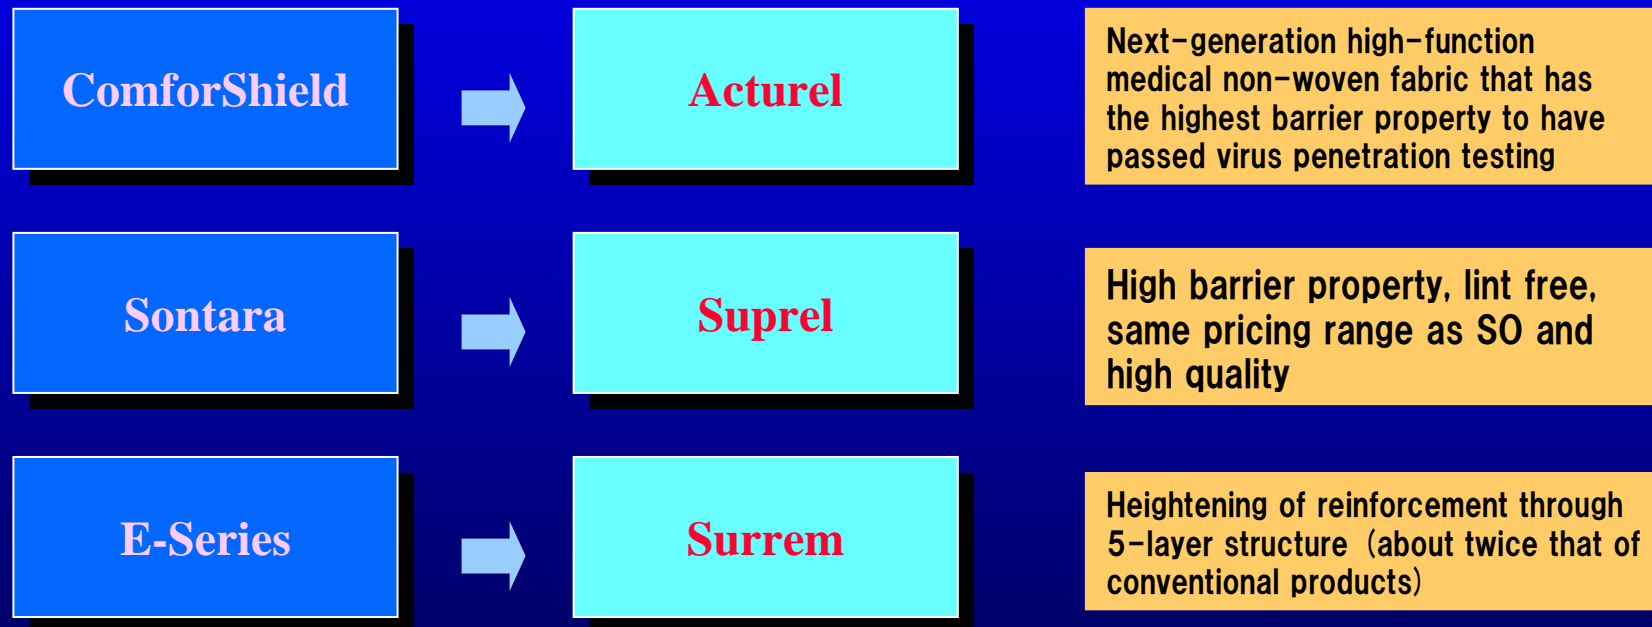 ComforShield
Acturel
Next-generation high-function
medical non-woven fabric that has
the highest barrier property to have
passed virus penetration testing
Sontara
Suprel
High barrier property, lint free,
same pricing range as SO and
high quality
E-Series
Surrem
Heightening of reinforcement through
5-layer structure (about twice that of
conventional products)